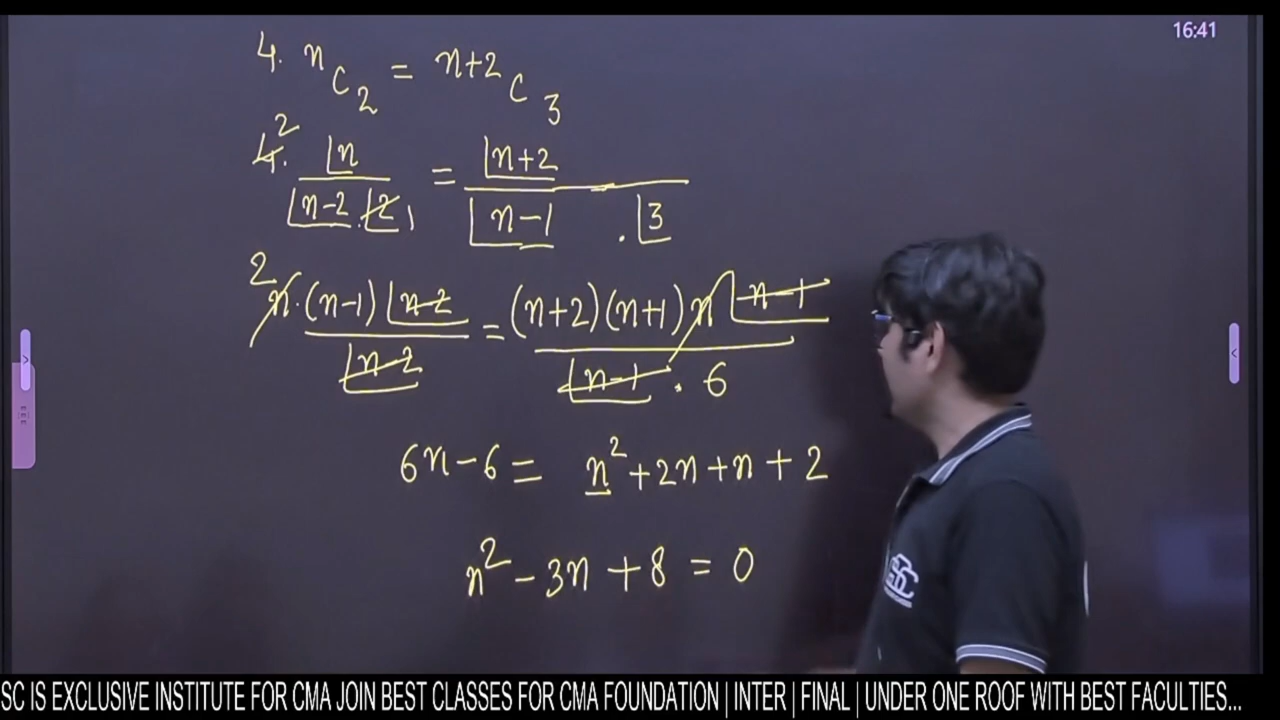 16:41
4. nC2 = n+2C3
4.2 ⌊n / ⌊n-2 . ⌊2 1 = ⌊n+2 / ⌊n-1 . ⌊3
2 n.(n-1) ⌊n-2 / ⌊n-2 = (n+2)(n+1) n ⌊n-1 / ⌊n-1 . 6
6n-6 = n²+2n+n+2
n²-3n+8 = 0
SC IS EXCLUSIVE INSTITUTE FOR CMA JOIN BEST CLASSES FOR CMA FOUNDATION | INTER | FINAL | UNDER ONE ROOF WITH BEST FACULTIES...